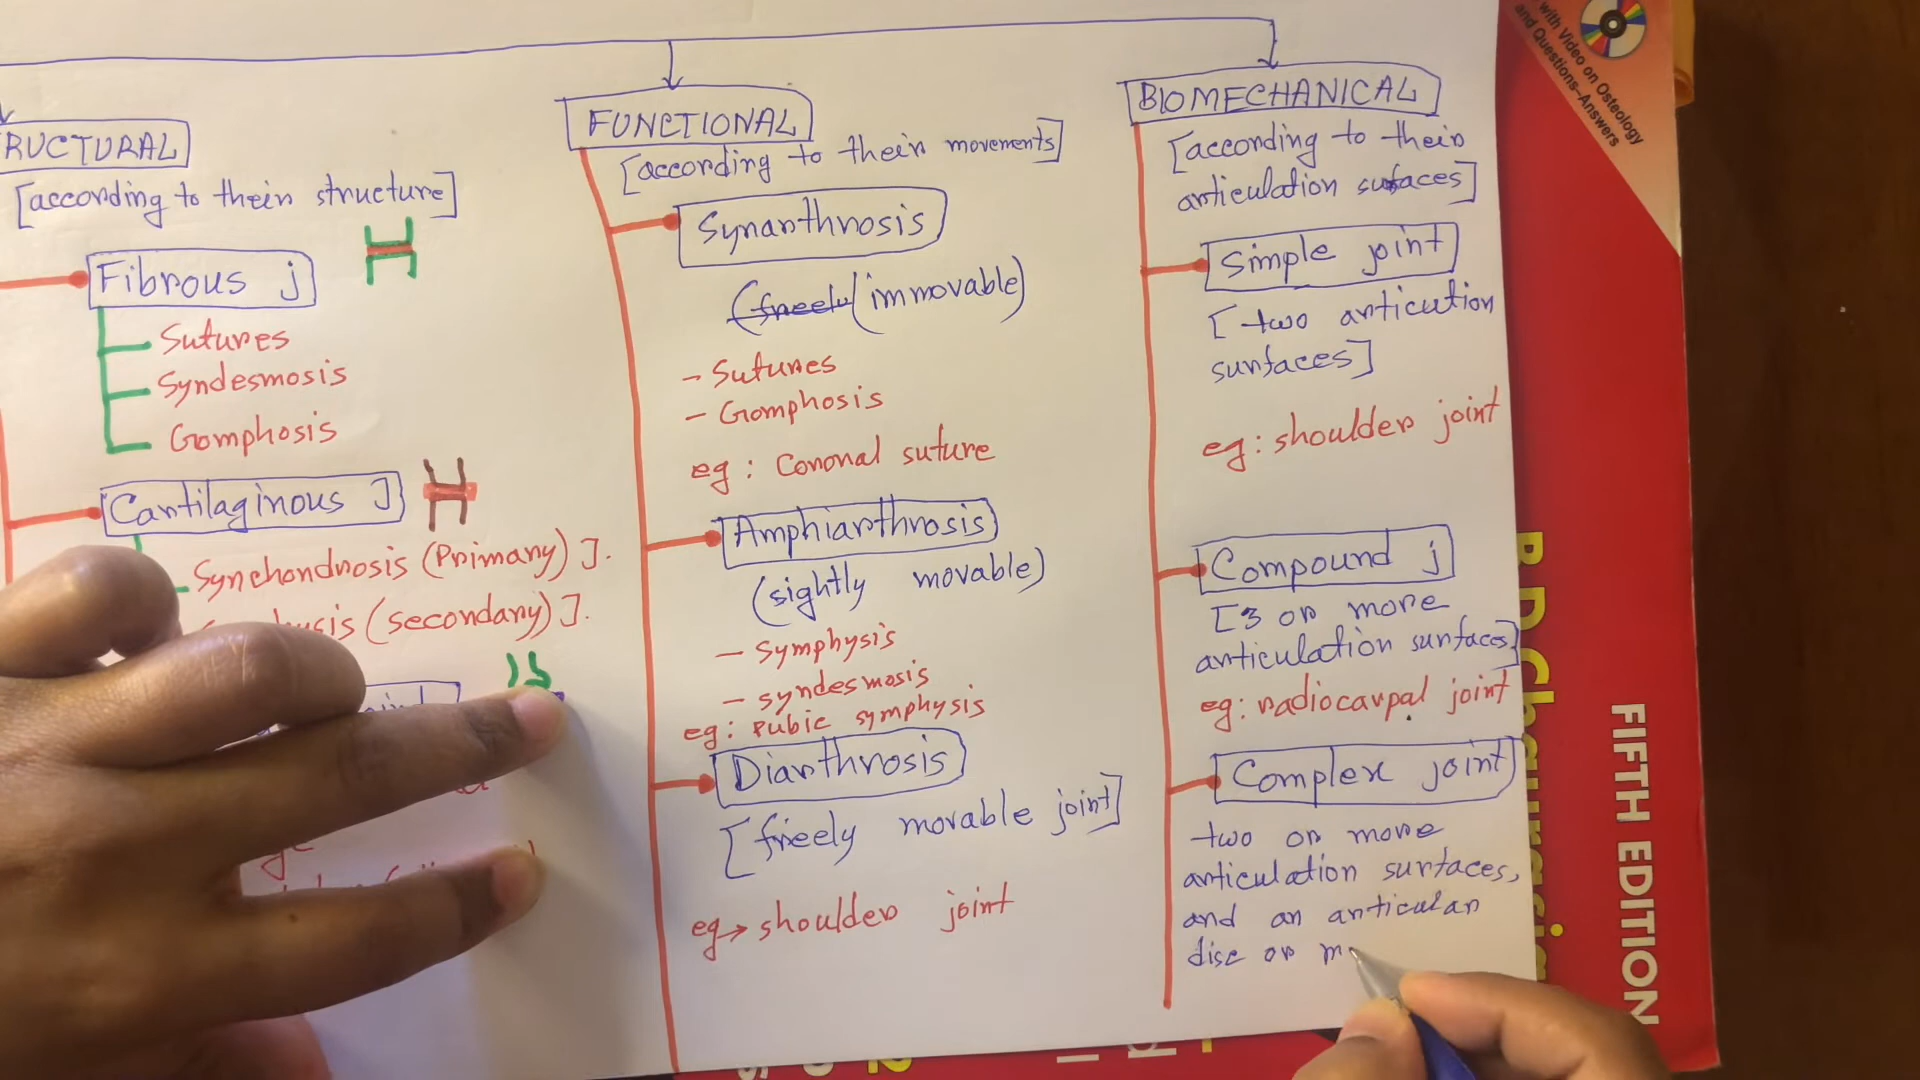 RUCTURAL
[according to their structure]
Fibrous j
Sutures
Syndesmosis
Gomphosis
Cartilaginous J
Synchondrosis (Primary) J.
(secondary) J.
FUNCTIONAL
[according to their movements]
Synarthrosis
(freely (immovable)
- Sutures
- Gomphosis
eg : Coronal suture
Amphiarthrosis
(sightly movable)
- Symphysis
- syndesmosis
eg: Pubic symphysis
Diarthrosis
[freely movable joint]
eg→ shoulder joint
BIOMECHANICAL
[according to their
articulation sufaces]
Simple joint
[ two articution
surfaces]
eg: shoulder joint
Compound j
[3 or more
articulation surfaces]
eg: radiocarpal joint
Complex joint
two or more
articulation surfaces,
and an articular
disc or m
with Video on Osteology
and Questions–Answers
FIFTH EDITION